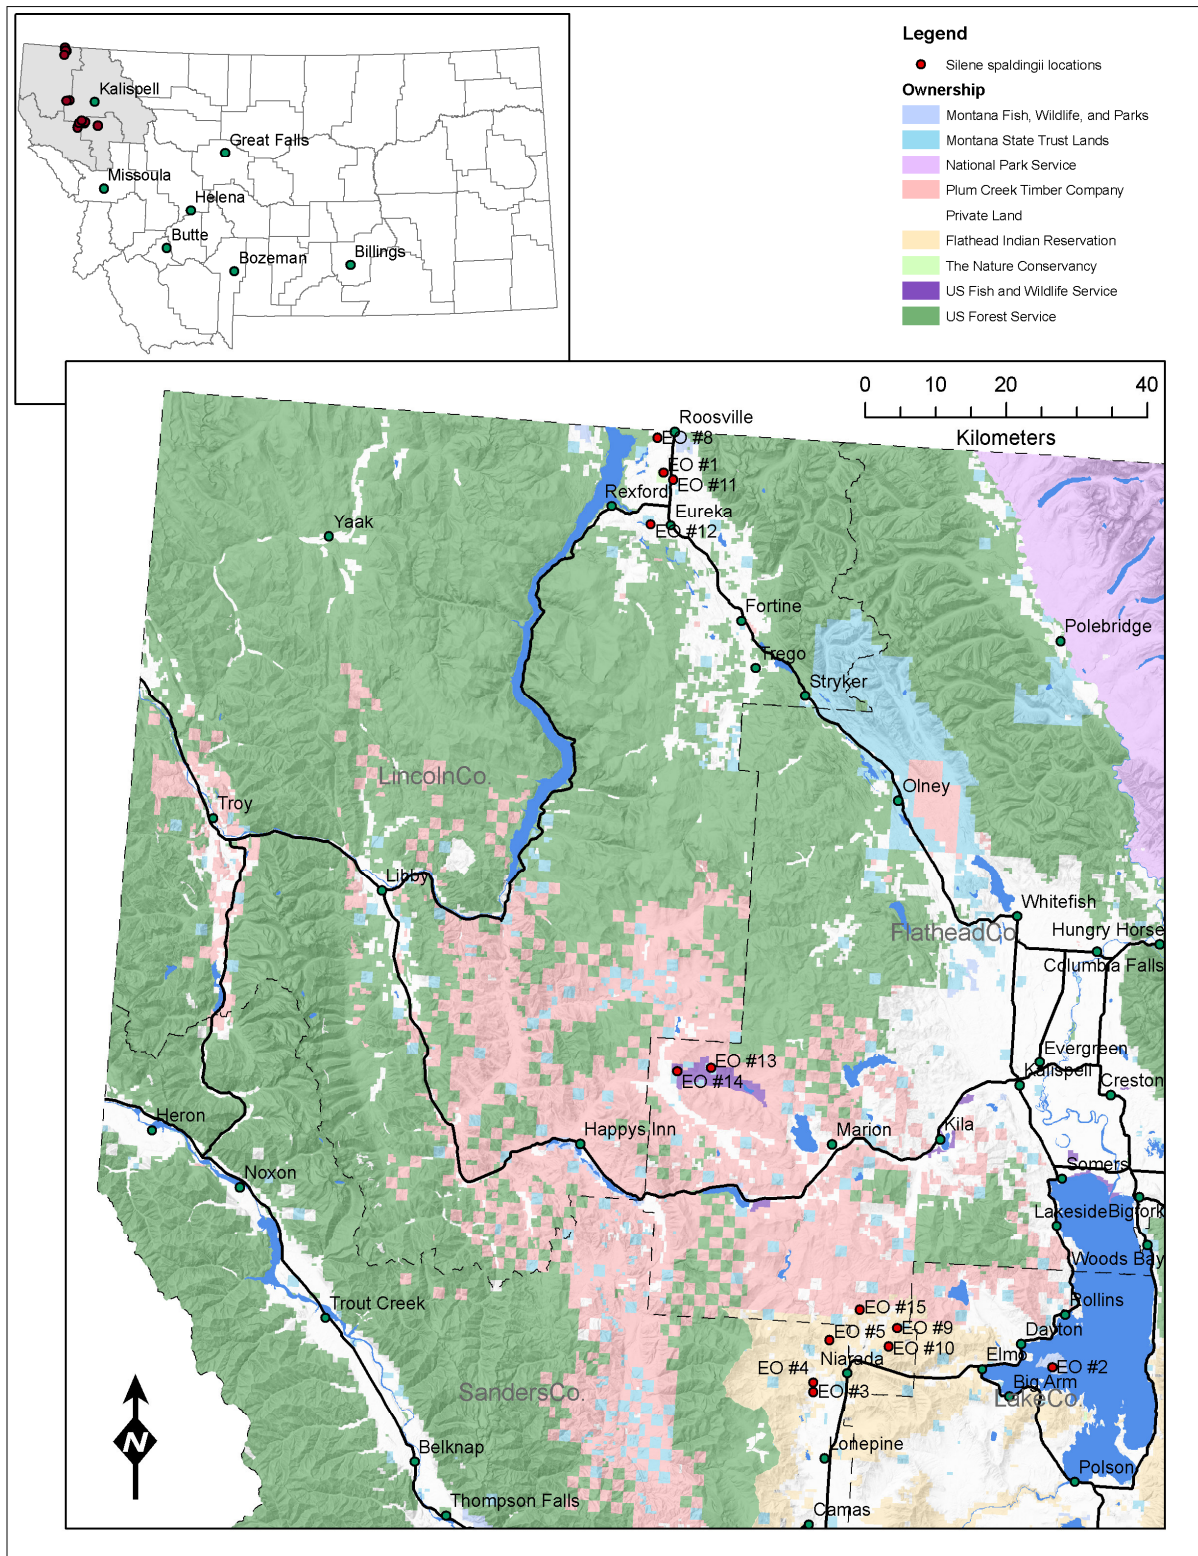 Legend
Silene spaldingii locations
Ownership
Montana Fish, Wildlife, and Parks
Montana State Trust Lands
National Park Service
Plum Creek Timber Company
Private Land
Flathead Indian Reservation
The Nature Conservancy
US Fish and Wildlife Service
US Forest Service
Kalispell
Great Falls
Missoula
Helena
Butte
Bozeman
Billings
0 10 20 40
Kilometers
Roosville
EO #8
EO #1
EO #11
Rexford
Eureka
EO #12
Yaak
Fortine
Polebridge
Trego
Stryker
LincolnCo.
Olney
Troy
Libby
Whitefish
FlatheadCo.
Hungry Horse
Columbia Falls
Evergreen
EO #13
Kalispell
EO #14
Creston
Heron
Happys Inn
Marion
Kila
Somers
Noxon
Lakeside
Bigfork
Woods Bay
Trout Creek
EO #15
Rollins
EO #5
EO #9
Dayton
EO #10
Elmo
EO #4
Niarada
EO #2
EO #3
Big Arm
SandersCo.
LakeCo.
N
Belknap
Lonepine
Polson
Thompson Falls
Camas